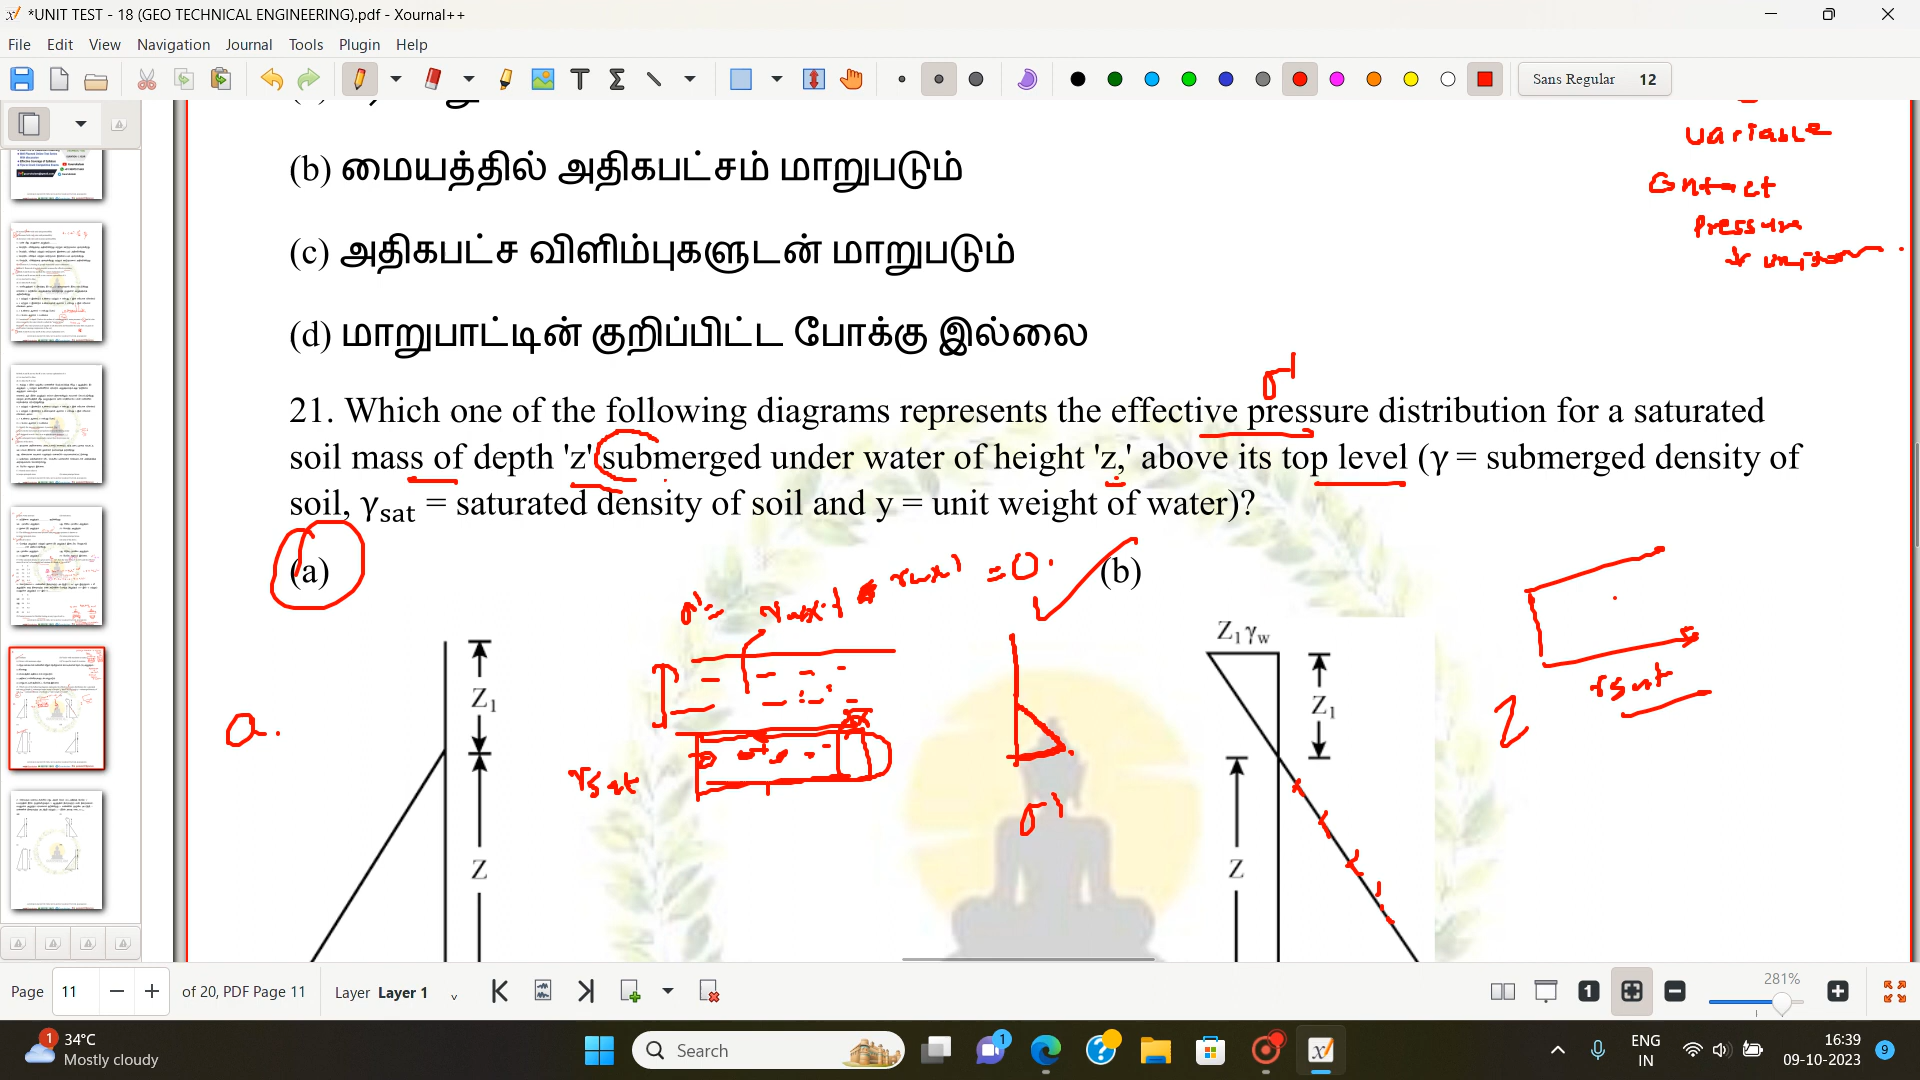 *UNIT TEST - 18 (GEO TECHNICAL ENGINEERING).pdf - Xournal++
File Edit View Navigation Journal Tools Plugin Help
Sans Regular 12
variable
Contact
Pressure
(b) மையத்தில் அதிகபட்சம் மாறுபடும்
(c) அதிகபட்ச விளிம்புகளுடன் மாறுபடும்
(d) மாறுபாட்டின் குறிப்பிட்ட போக்கு இல்லை
σ'
21. Which one of the following diagrams represents the effective pressure distribution for a saturated
soil mass of depth 'z' submerged under water of height 'z,' above its top level (γ = submerged density of
soil, γsat = saturated density of soil and y = unit weight of water)?
(a)
(b)
= 0.
σ' =
Z₁γw
Z₁
Z₁
γsat
a.
γsat
σ'
Z
Z
Z
Page 11 of 20, PDF Page 11 Layer Layer 1
281%
34°C
Mostly cloudy
Search
ENG
IN
16:39
09-10-2023